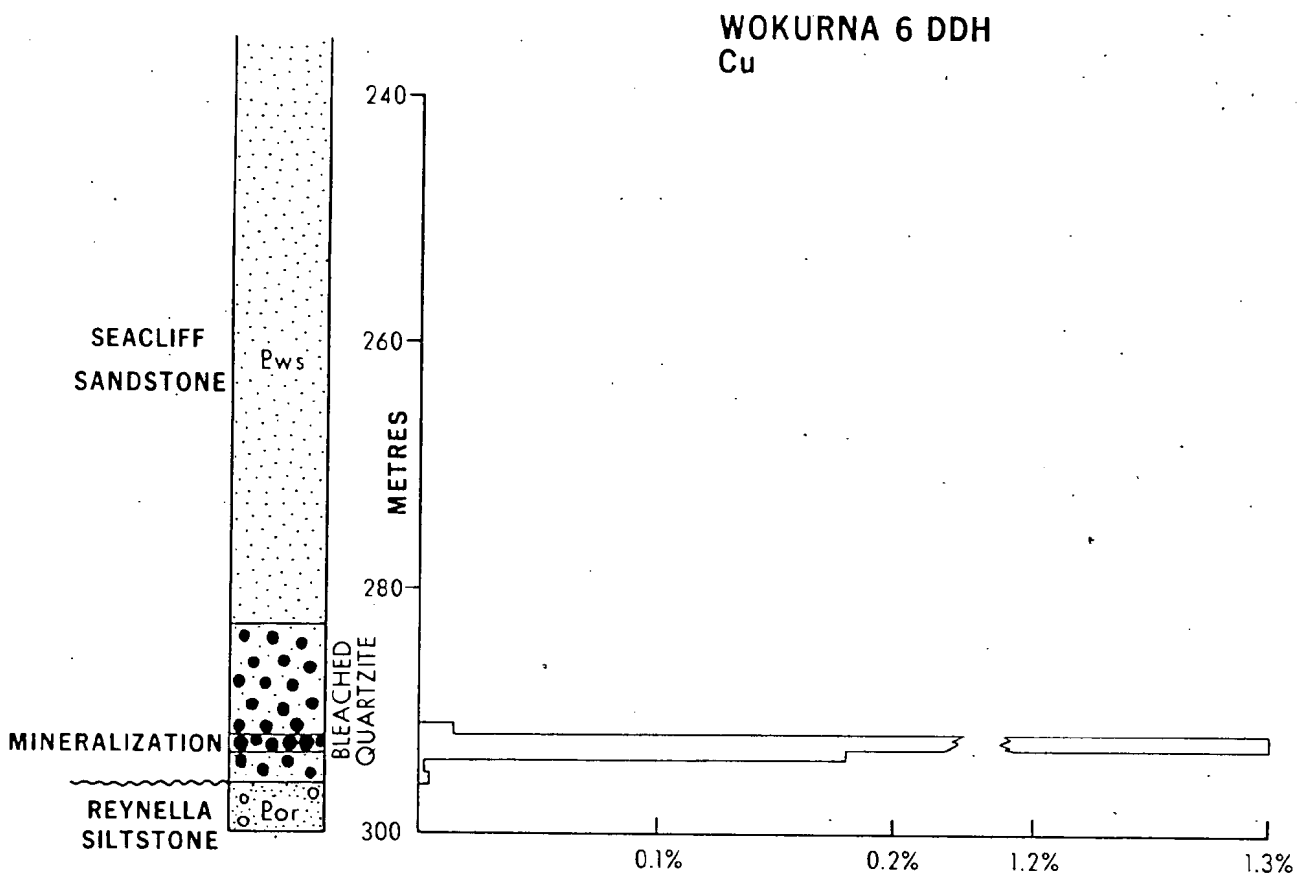 WOKURNA 6 DDH
Cu
240
260
280
300
METRES
SEACLIFF
SANDSTONE
Pws
BLEACHED
QUARTZITE
MINERALIZATION
REYNELLA
SILTSTONE
Por
0.1%
0.2%
1.2%
1.3%